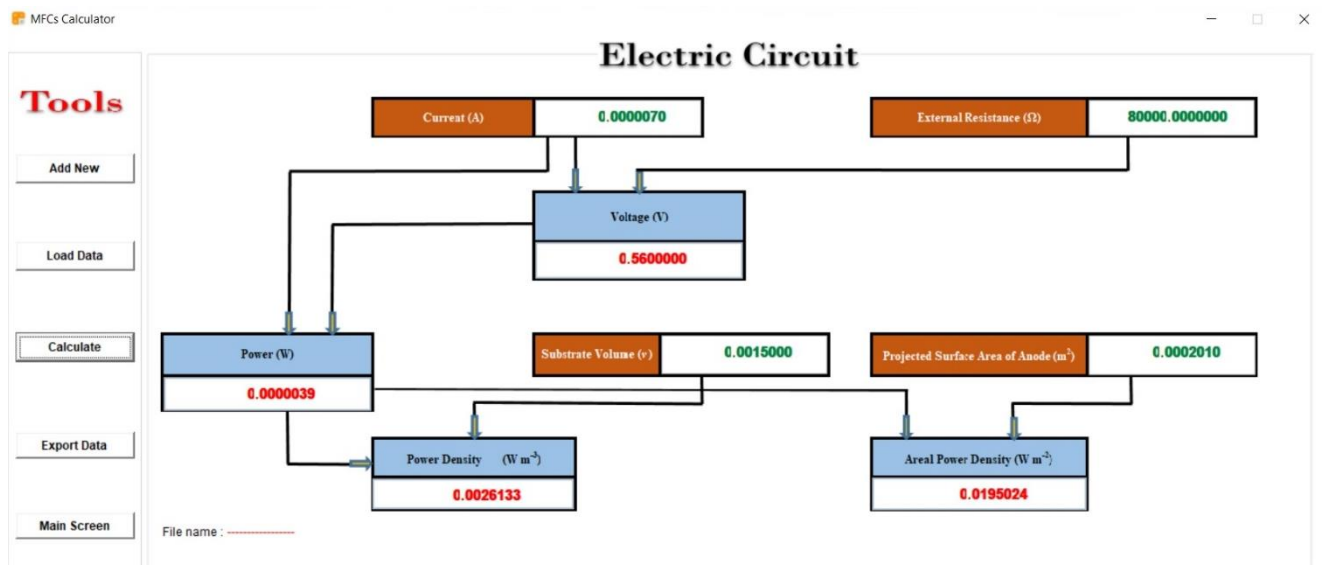 MFCs Calculator
Electric Circuit
Tools
Add New
Load Data
Calculate
Export Data
Main Screen
Current (A)
0.0000070
External Resistance (Ω)
80000.0000000
Voltage (V)
0.5600000
Power (W)
0.0000039
Substrate Volume (v)
0.0015000
Projected Surface Area of Anode (m²)
0.0002010
Power Density (W m⁻³)
0.0026133
Areal Power Density (W m⁻²)
0.0195024
File name : -----------------